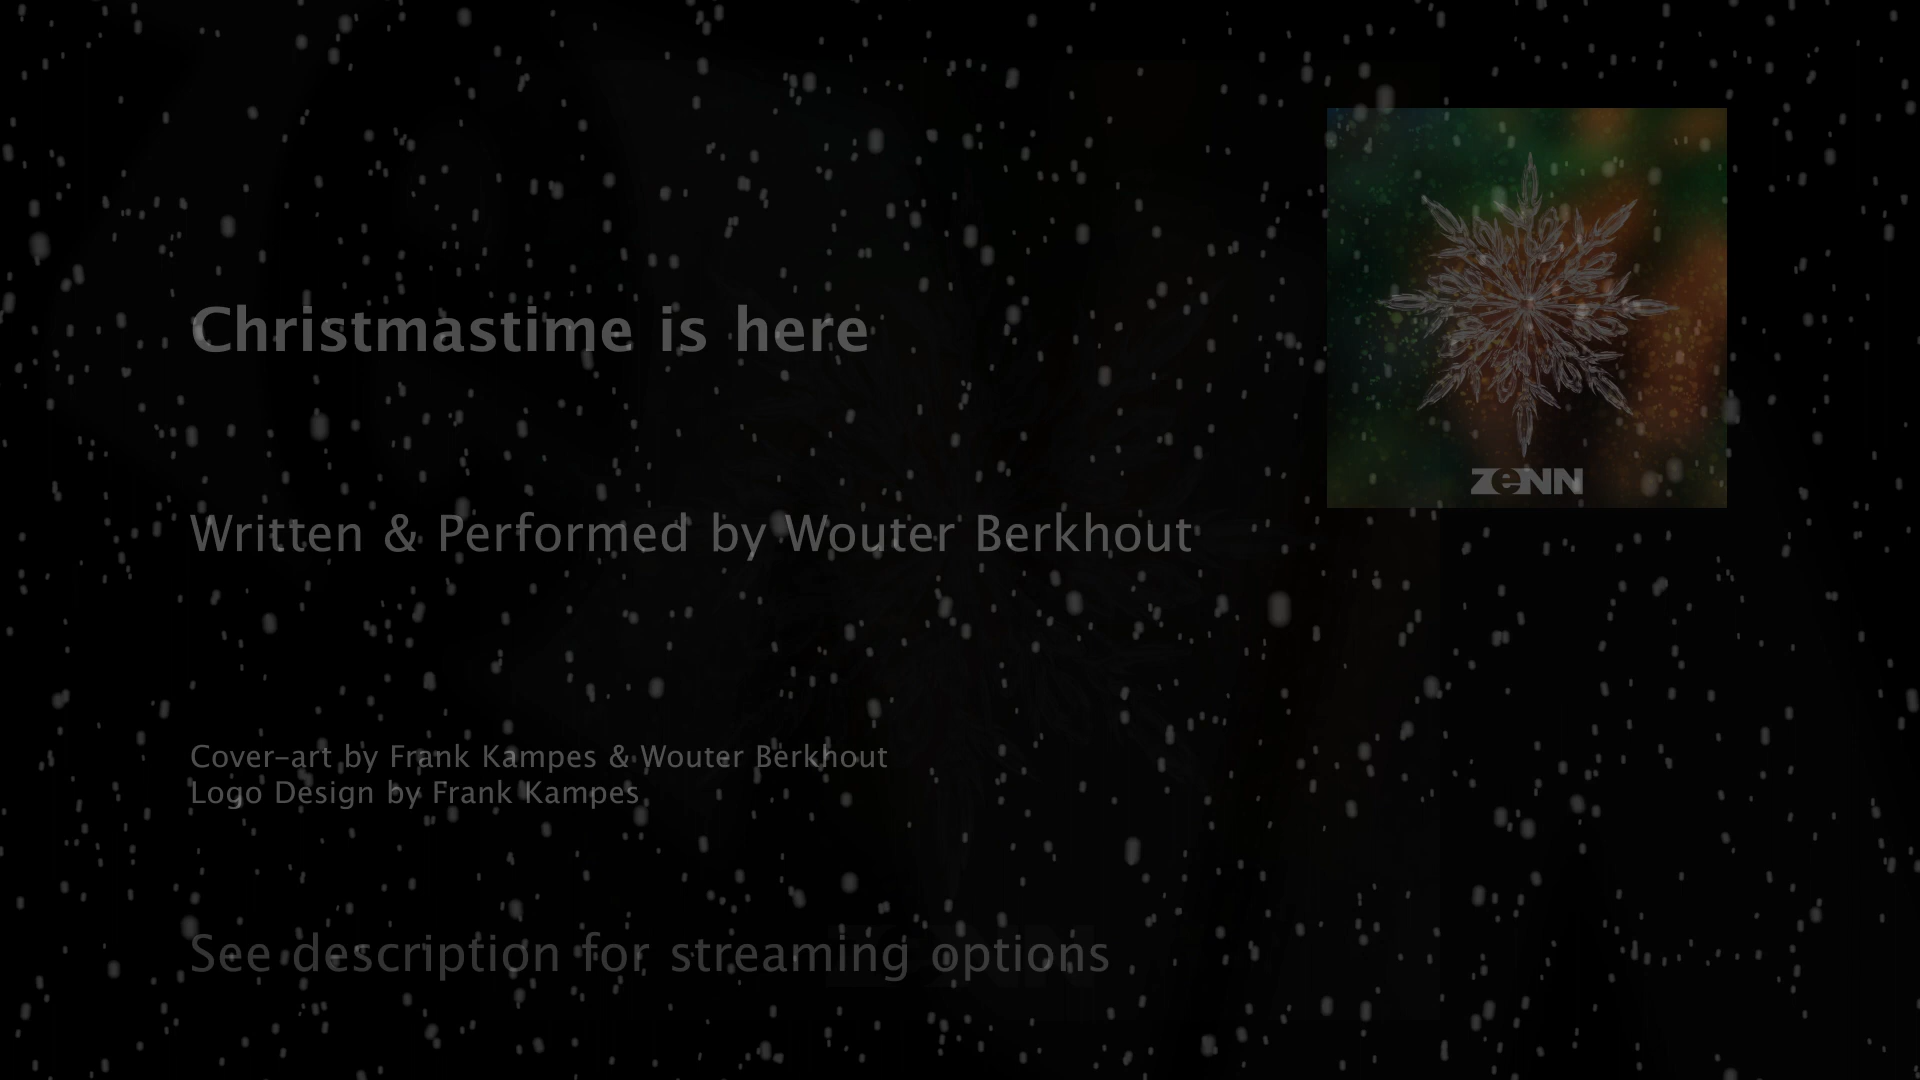 Christmastime is here
zeNN
Written & Performed by Wouter Berkhout
Cover-art by Frank Kampes & Wouter Berkhout
Logo Design by Frank Kampes
See description for streaming options